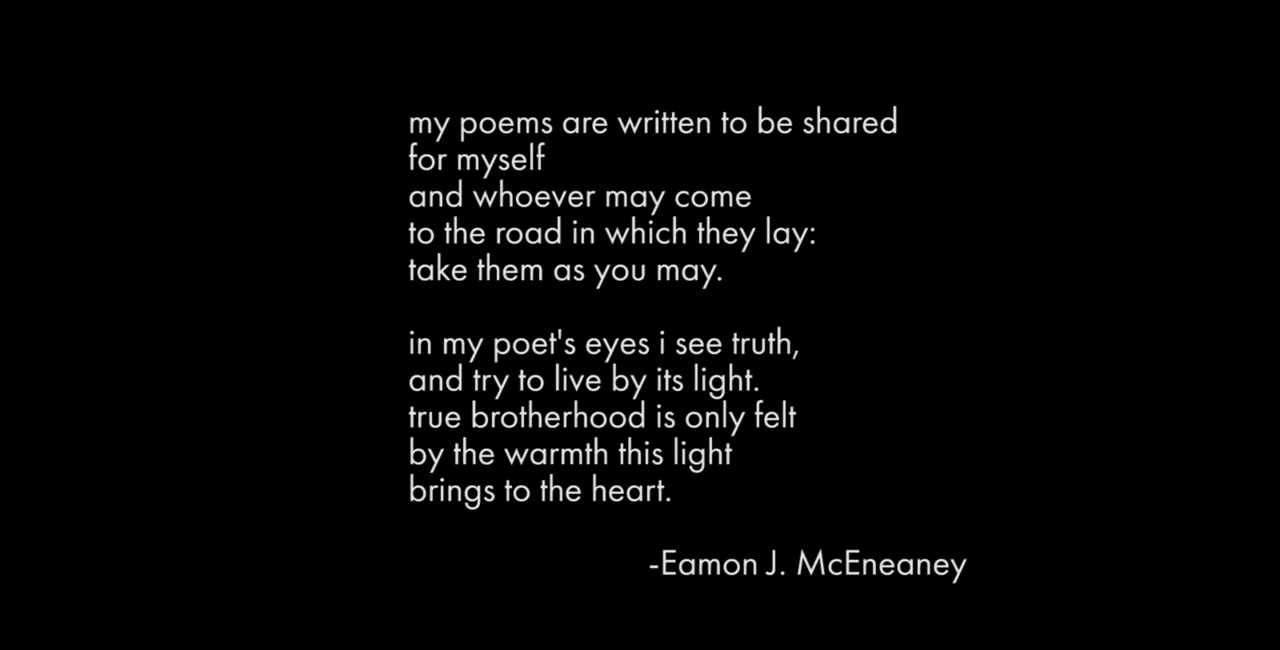 my poems are written to be shared
for myself
and whoever may come
to the road in which they lay:
take them as you may.
in my poet's eyes i see truth,
and try to live by its light.
true brotherhood is only felt
by the warmth this light
brings to the heart.
-Eamon J. McEneaney